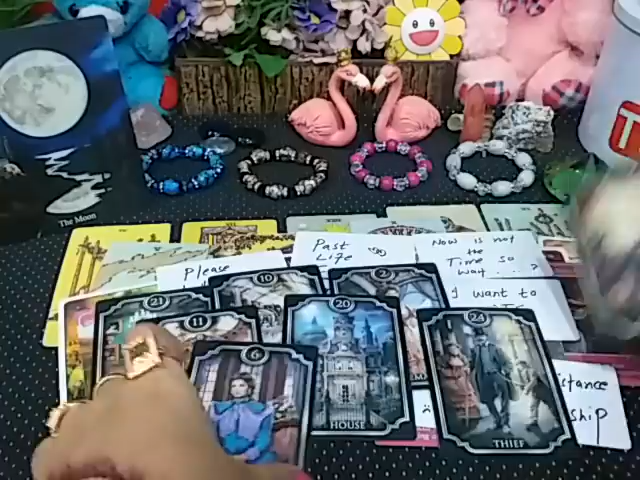 The Moon
Please
Past
Life
Now is not
the
Time so
wait ....?
I want to
21
10
2
11
20
24
6
HOUSE
THIEF
istance
ship